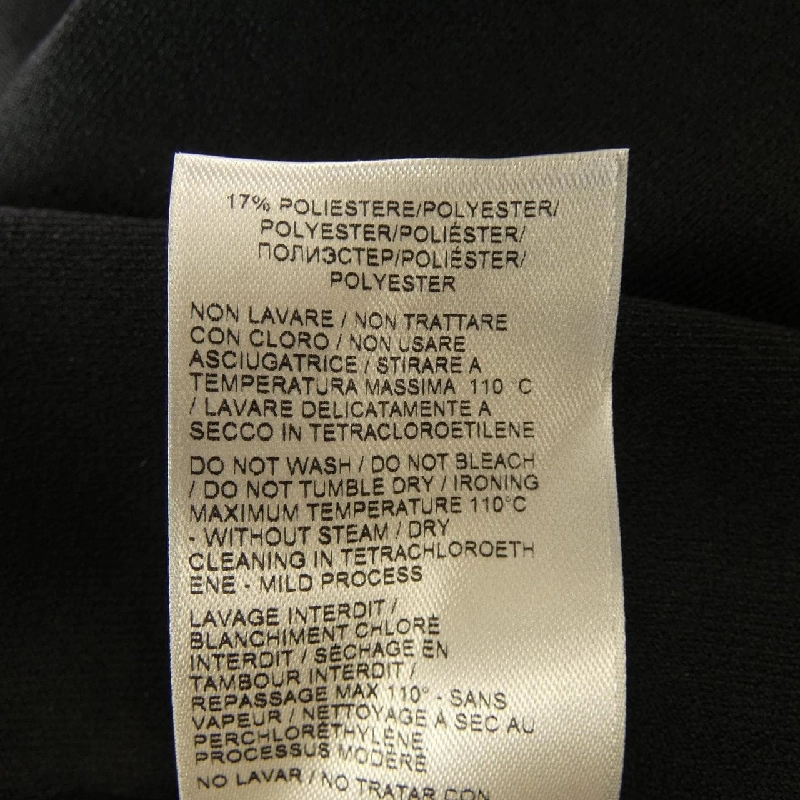 17% POLIESTERE/POLYESTER/
POLYESTER/POLIÉSTER/
ПОЛИЭСТЕР/POLIÉSTER/
POLYESTER
NON LAVARE / NON TRATTARE
CON CLORO / NON USARE
ASCIUGATRICE / STIRARE A
TEMPERATURA MASSIMA 110 C
/ LAVARE DELICATAMENTE A
SECCO IN TETRACLOROETILENE
DO NOT WASH / DO NOT BLEACH
/ DO NOT TUMBLE DRY / IRONING
MAXIMUM TEMPERATURE 110°C
- WITHOUT STEAM / DRY
CLEANING IN TETRACHLOROETH
ENE - MILD PROCESS
LAVAGE INTERDIT /
BLANCHIMENT CHLORÉ
INTERDIT / SÉCHAGE EN
TAMBOUR INTERDIT /
REPASSAGE MAX 110° - SANS
VAPEUR / NETTOYAGE À SEC AU
PERCHLORÉTHYLÈNE
PROCESSUS MODÉRÉ
NO LAVAR / NO TRATAR CON